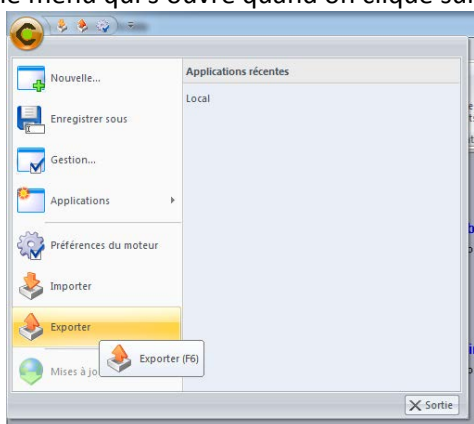 le menu qui s'ouvre quand on clique sur
Nouvelle...
Enregistrer sous
Gestion...
Applications
Préférences du moteur
Importer
Exporter
Exporter (F6)
Mises à jo
Applications récentes
Local
Sortie